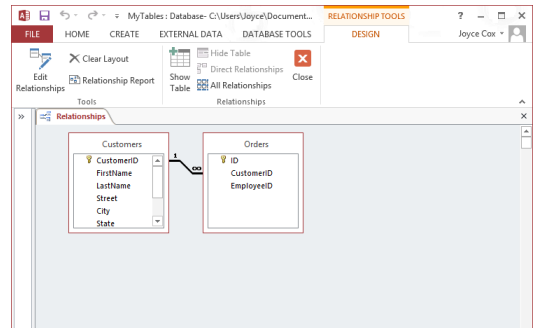 MyTables : Database- C:\Users\Joyce\Document...
RELATIONSHIP TOOLS
?
FILE HOME CREATE EXTERNAL DATA DATABASE TOOLS DESIGN Joyce Cox
Edit Relationships
Clear Layout
Relationship Report
Tools
Show Table
Hide Table
Direct Relationships
All Relationships
Close
Relationships
Relationships
Customers
CustomerID
FirstName
LastName
Street
City
State
1
∞
Orders
ID
CustomerID
EmployeeID